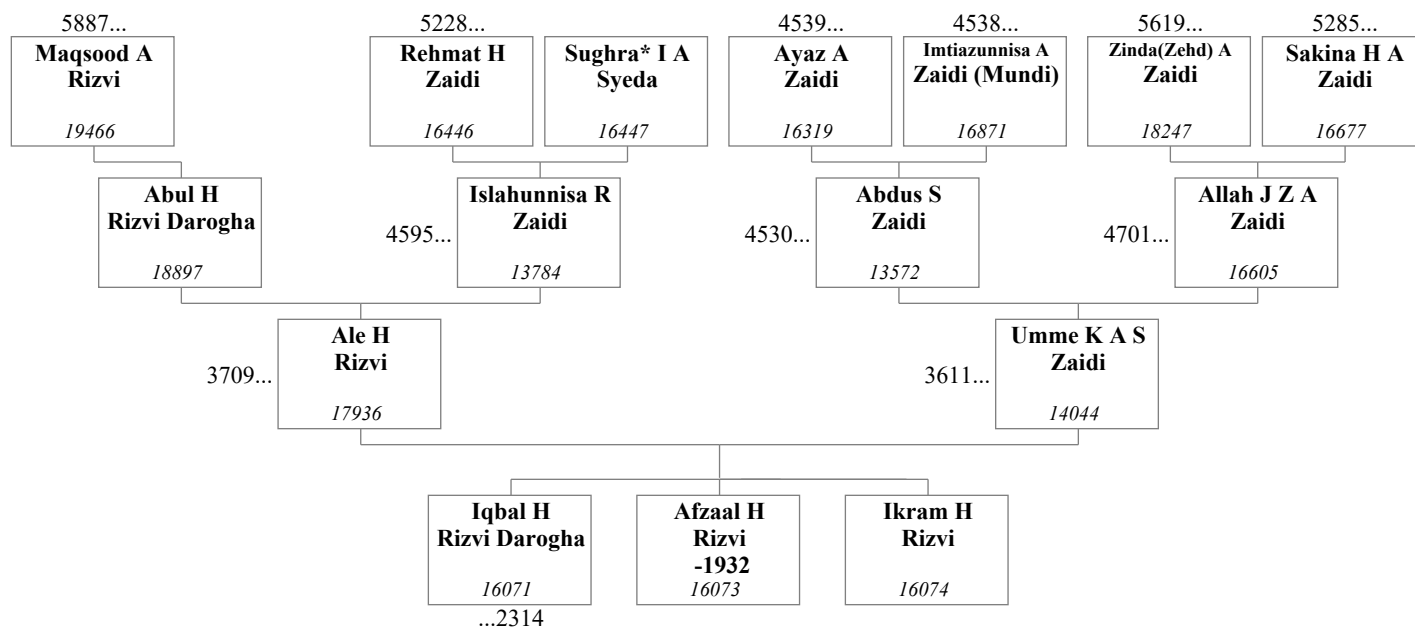 5887...
5228...
4539...
4538...
5619...
5285...
Maqsood A
Rizvi
19466
Rehmat H
Zaidi
16446
Sughra* I A
Syeda
16447
Ayaz A
Zaidi
16319
Imtiazunnisa A
Zaidi (Mundi)
16871
Zinda(Zehd) A
Zaidi
18247
Sakina H A
Zaidi
16677
Abul H
Rizvi Darogha
18897
4595...
Islahunnisa R
Zaidi
13784
4530...
Abdus S
Zaidi
13572
4701...
Allah J Z A
Zaidi
16605
3709...
Ale H
Rizvi
17936
3611...
Umme K A S
Zaidi
14044
Iqbal H
Rizvi Darogha
16071
...2314
Afzaal H
Rizvi
-1932
16073
Ikram H
Rizvi
16074